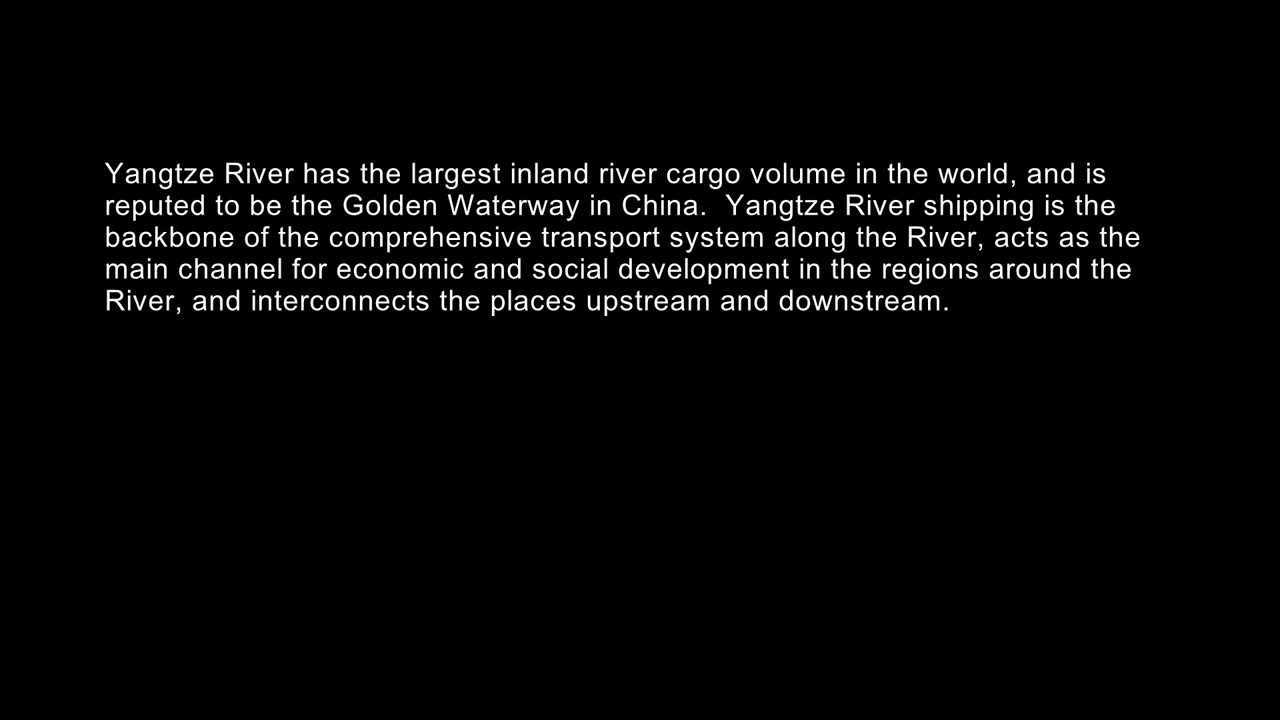 Yangtze River has the largest inland river cargo volume in the world, and is
reputed to be the Golden Waterway in China.  Yangtze River shipping is the
backbone of the comprehensive transport system along the River, acts as the
main channel for economic and social development in the regions around the
River, and interconnects the places upstream and downstream.